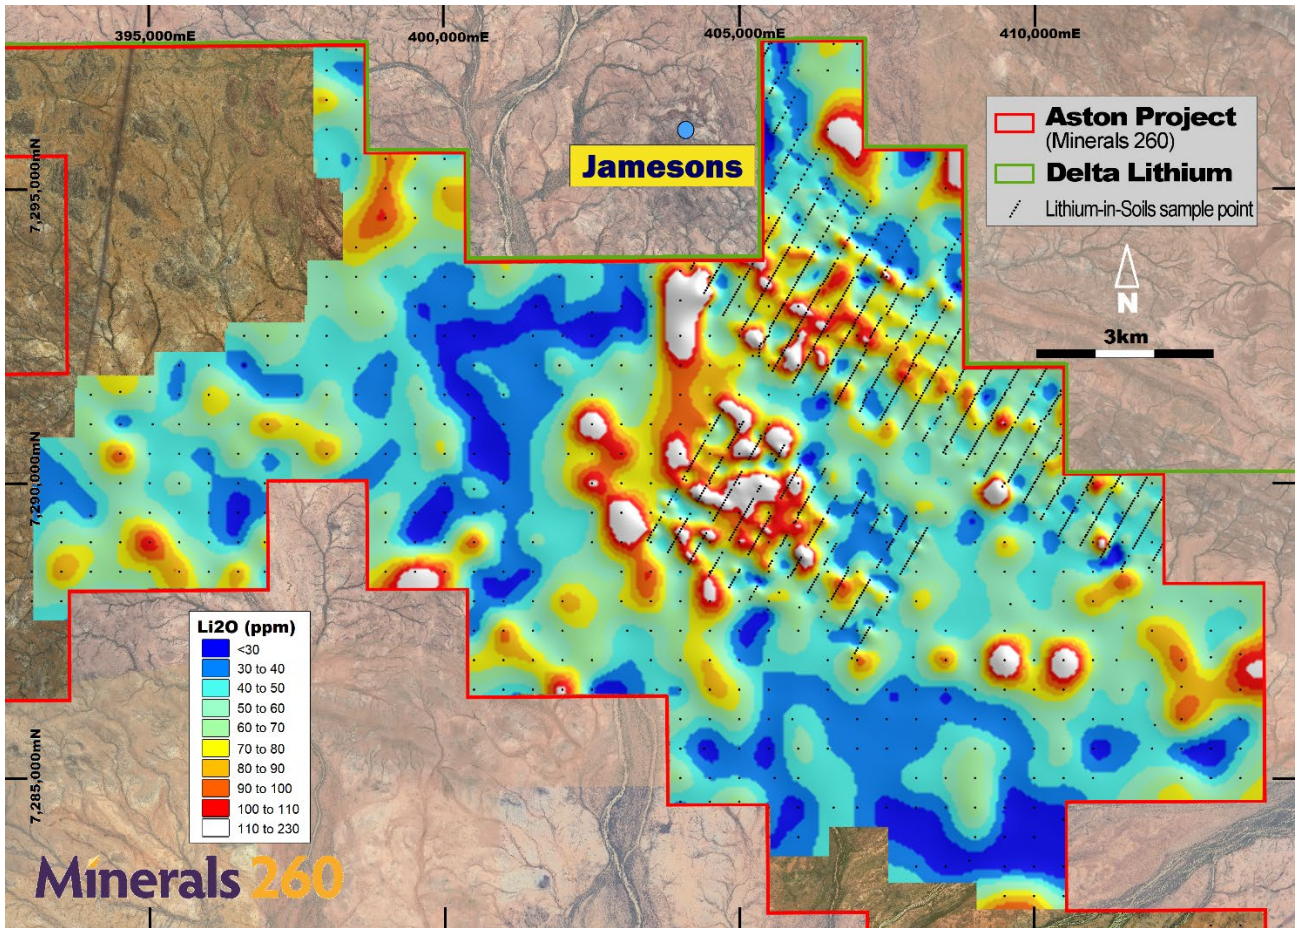 395,000mE
400,000mE
405,000mE
410,000mE
7,295,000mN
7,290,000mN
7,285,000mN
Jamesons
Aston Project
(Minerals 260)
Delta Lithium
Lithium-in-Soils sample point
N
3km
Li2O (ppm)
<30
30 to 40
40 to 50
50 to 60
60 to 70
70 to 80
80 to 90
90 to 100
100 to 110
110 to 230
Minerals 260